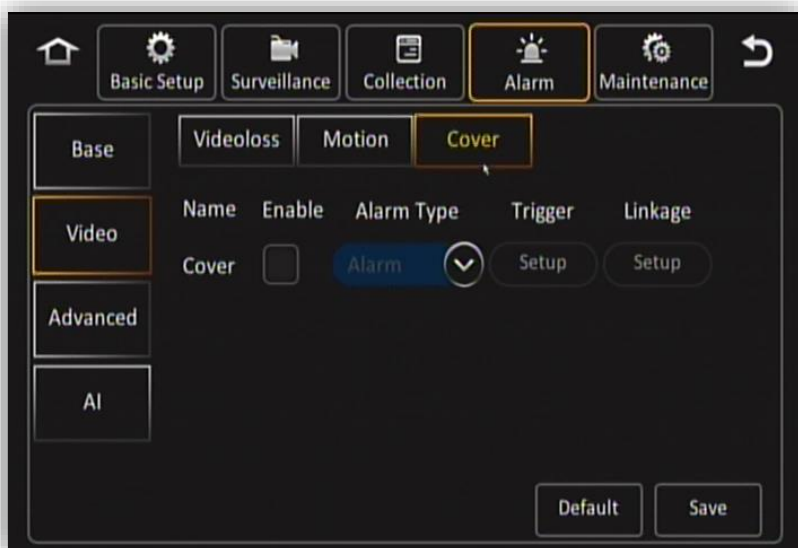 Basic Setup Surveillance Collection Alarm Maintenance
Base Videoloss Motion Cover
Name Enable Alarm Type Trigger Linkage
Video
Cover Alarm Setup Setup
Advanced
AI
Default Save